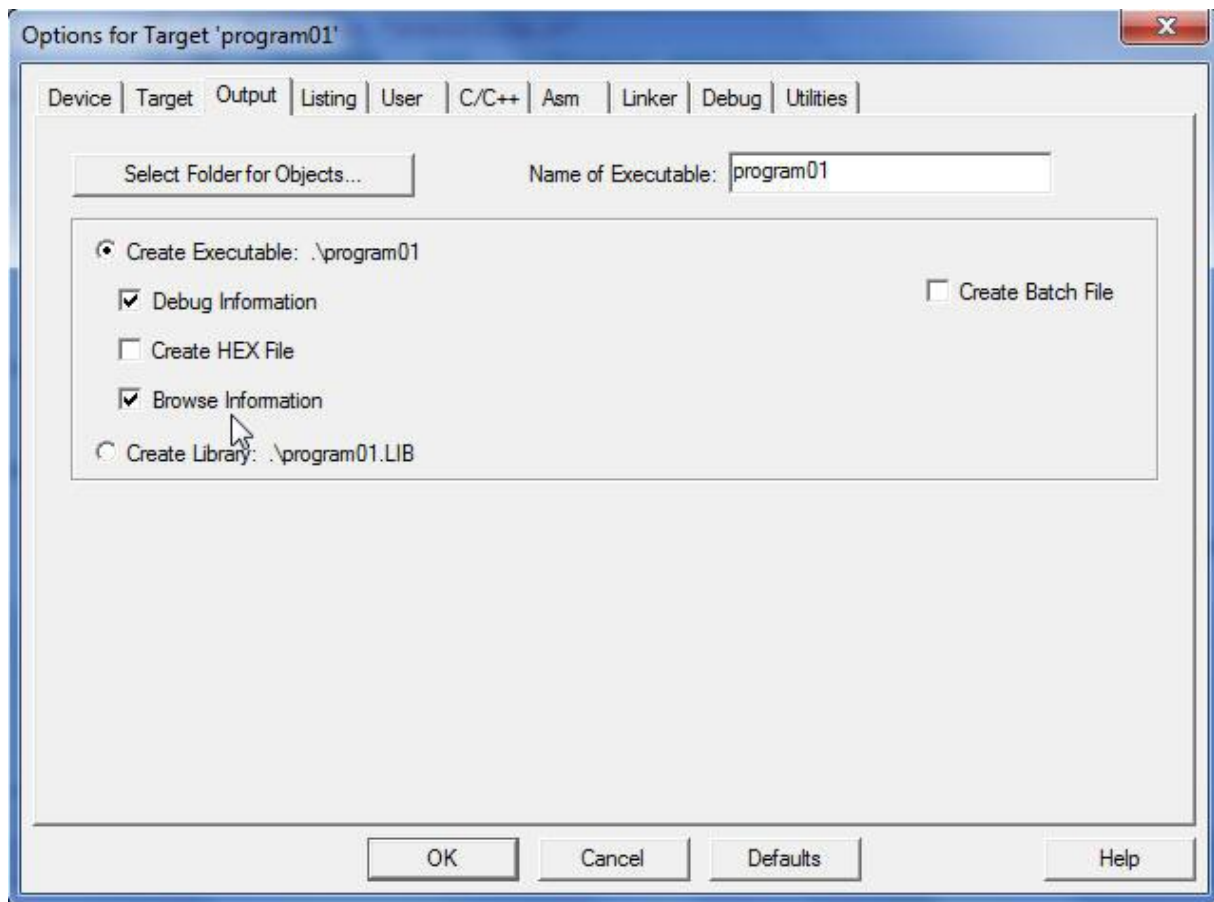 Options for Target 'program01'
Device Target Output Listing User C/C++ Asm Linker Debug Utilities
Select Folder for Objects... Name of Executable: program01
Create Executable: .\program01
Debug Information Create Batch File
Create HEX File
Browse Information
Create Library: .\program01.LIB
OK Cancel Defaults Help